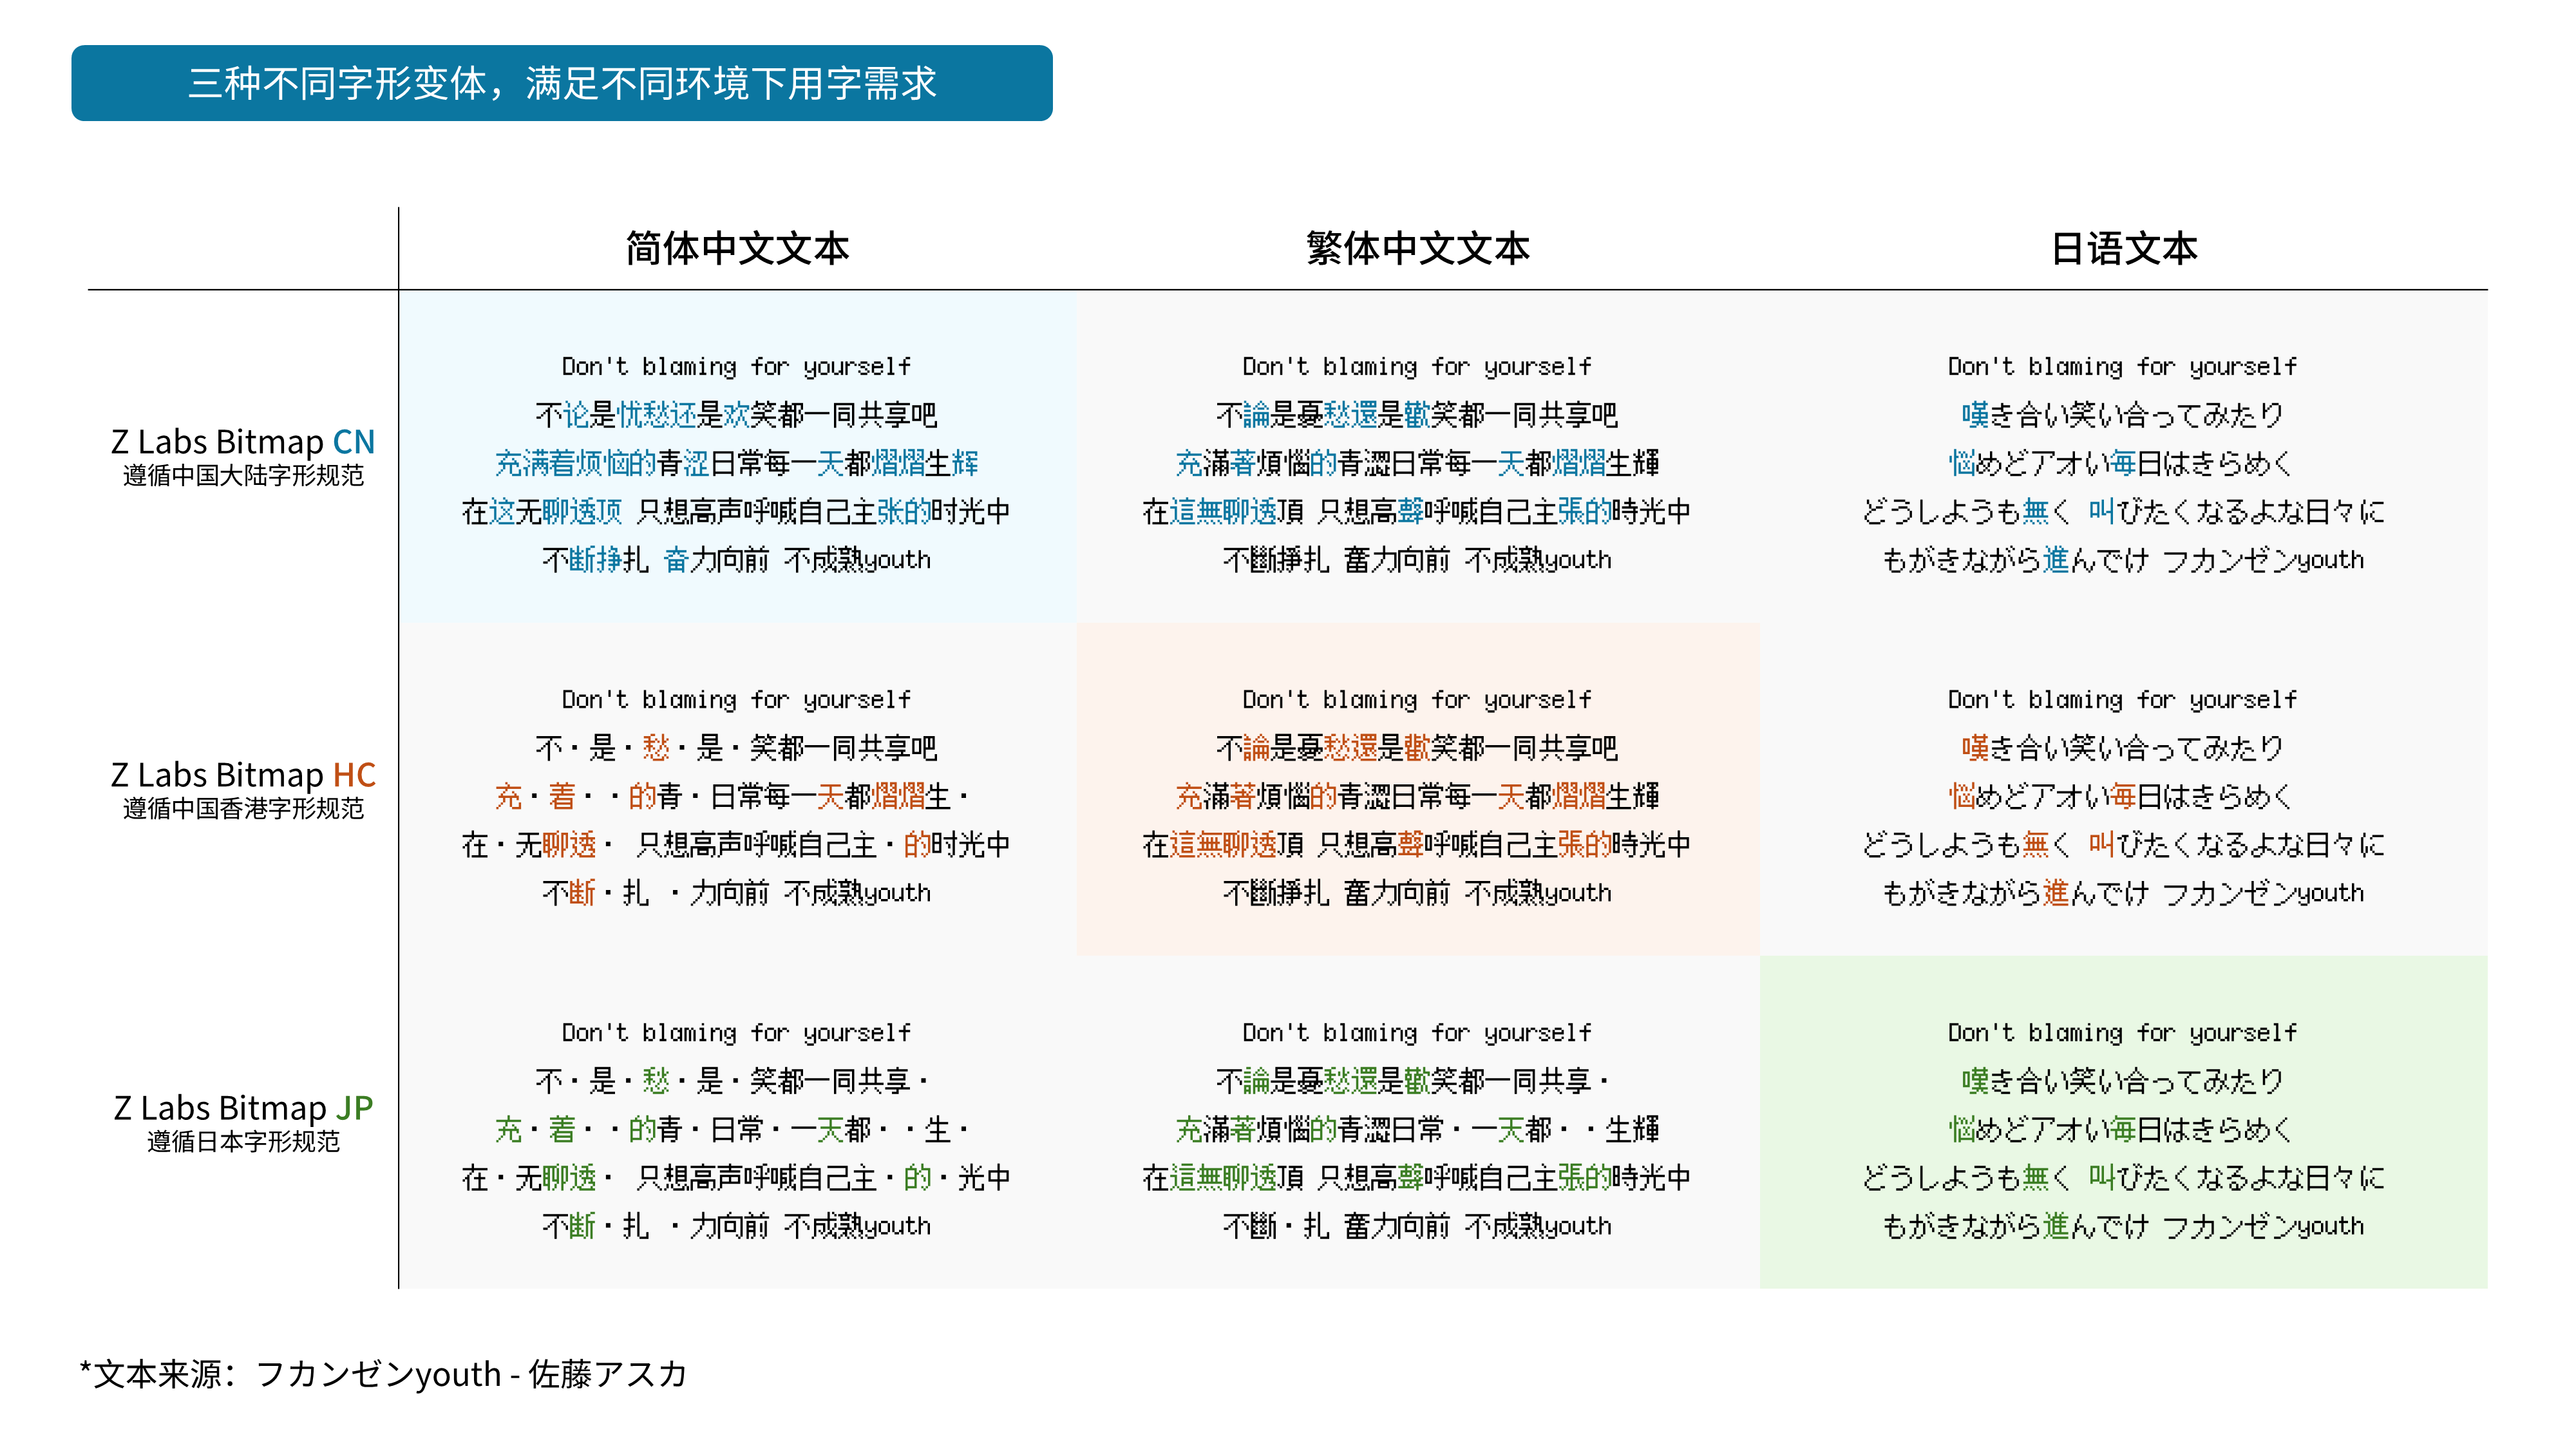 三种不同字形变体，满足不同环境下用字需求
简体中文文本
繁体中文文本
日语文本
Z Labs Bitmap CN
遵循中国大陆字形规范
Don't blaming for yourself
不论是忧愁还是欢笑都一同共享吧
充满着烦恼的青涩日常每一天都熠熠生辉
在这无聊透顶 只想高声呼喊自己主张的时光中
不断挣扎 奋力向前 不成熟youth
Don't blaming for yourself
不論是憂愁還是歡笑都一同共享吧
充滿著煩惱的青澀日常每一天都熠熠生輝
在這無聊透頂 只想高聲呼喊自己主張的時光中
不斷掙扎 奮力向前 不成熟youth
Don't blaming for yourself
嘆き合い笑い合ってみたり
悩めどアオい毎日はきらめく
どうしようも無く 叫びたくなるよな日々に
もがきながら進んでけ フカンゼンyouth
Z Labs Bitmap HC
遵循中国香港字形规范
Don't blaming for yourself
不·是·愁·是·笑都一同共享吧
充·着··的青·日常每一天都熠熠生·
在·无聊透· 只想高声呼喊自己主·的时光中
不断·扎 ·力向前 不成熟youth
Don't blaming for yourself
不論是憂愁還是歡笑都一同共享吧
充滿著煩惱的青澀日常每一天都熠熠生輝
在這無聊透頂 只想高聲呼喊自己主張的時光中
不斷掙扎 奮力向前 不成熟youth
Don't blaming for yourself
嘆き合い笑い合ってみたり
悩めどアオい毎日はきらめく
どうしようも無く 叫びたくなるよな日々に
もがきながら進んでけ フカンゼンyouth
Z Labs Bitmap JP
遵循日本字形规范
Don't blaming for yourself
不·是·愁·是·笑都一同共享·
充·着··的青·日常·一天都··生·
在·无聊透· 只想高声呼喊自己主·的·光中
不断·扎 ·力向前 不成熟youth
Don't blaming for yourself
不論是憂愁還是歡笑都一同共享·
充滿著煩惱的青澀日常·一天都··生輝
在這無聊透頂 只想高聲呼喊自己主張的時光中
不斷·扎 奮力向前 不成熟youth
Don't blaming for yourself
嘆き合い笑い合ってみたり
悩めどアオい毎日はきらめく
どうしようも無く 叫びたくなるよな日々に
もがきながら進んでけ フカンゼンyouth
*文本来源：フカンゼンyouth - 佐藤アスカ